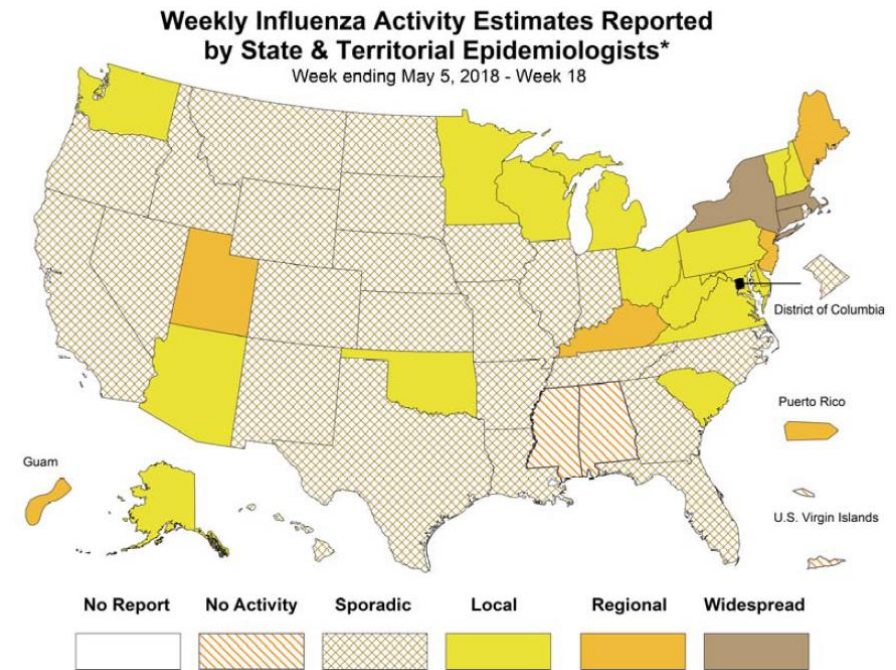 Weekly Influenza Activity Estimates Reported
by State & Territorial Epidemiologists*
Week ending May 5, 2018 - Week 18
District of Columbia
Puerto Rico
Guam
U.S. Virgin Islands
No Report No Activity Sporadic Local Regional Widespread